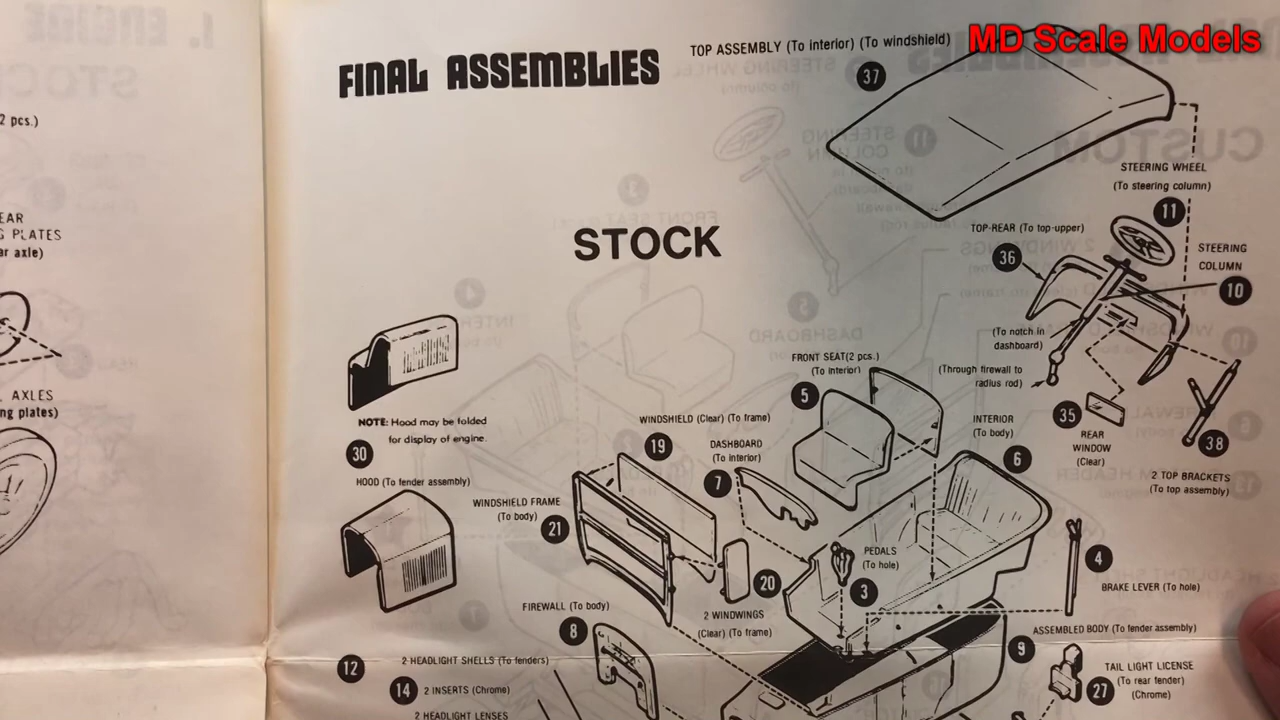 MD Scale Models
FINAL ASSEMBLIES
TOP ASSEMBLY (To interior) (To windshield)
37
STOCK
STEERING WHEEL
(To steering column)
11
TOP-REAR (To top-upper)
36
STEERING
COLUMN
10
(To notch in
dashboard)
(Through firewall to
radius rod)
35
REAR
WINDOW
(Clear)
38
2 TOP BRACKETS
(To top assembly)
NOTE: Hood may be folded
for display of engine.
30
HOOD (To fender assembly)
FRONT SEAT(2 pcs.)
(To interior)
5
WINDSHIELD (Clear) (To frame)
19
DASHBOARD
(To interior)
7
INTERIOR
(To body)
6
WINDSHIELD FRAME
(To body)
21
20
2 WINDWINGS
(Clear) (To frame)
PEDALS
(To hole)
3
4
BRAKE LEVER (To hole)
FIREWALL (To body)
8
ASSEMBLED BODY (To fender assembly)
9
TAIL LIGHT LICENSE
(To rear fender)
(Chrome)
27
12
2 HEADLIGHT SHELLS (To fenders)
14
2 INSERTS (Chrome)
2 HEADLIGHT LENSES
2 pcs.)
EAR
G PLATES
ar axle)
AXLES
ng plates)